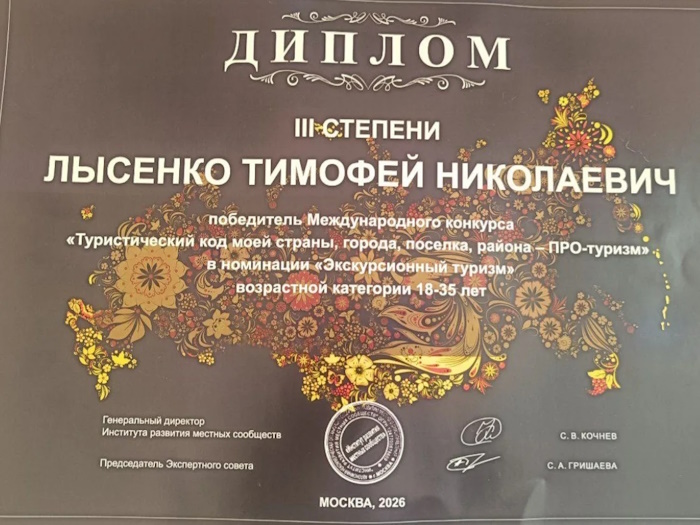 ДИПЛОМ
III СТЕПЕНИ
ЛЫСЕНКО ТИМОФЕЙ НИКОЛАЕВИЧ
победитель Международного конкурса
«Туристический код моей страны, города, поселка, района – ПРО-туризм»
в номинации «Экскурсионный туризм»
возрастной категории 18-35 лет
Генеральный директор
Института развития местных сообществ
С. В. КОЧНЕВ
Председатель Экспертного совета
С. А. ГРИШАЕВА
МОСКВА, 2026